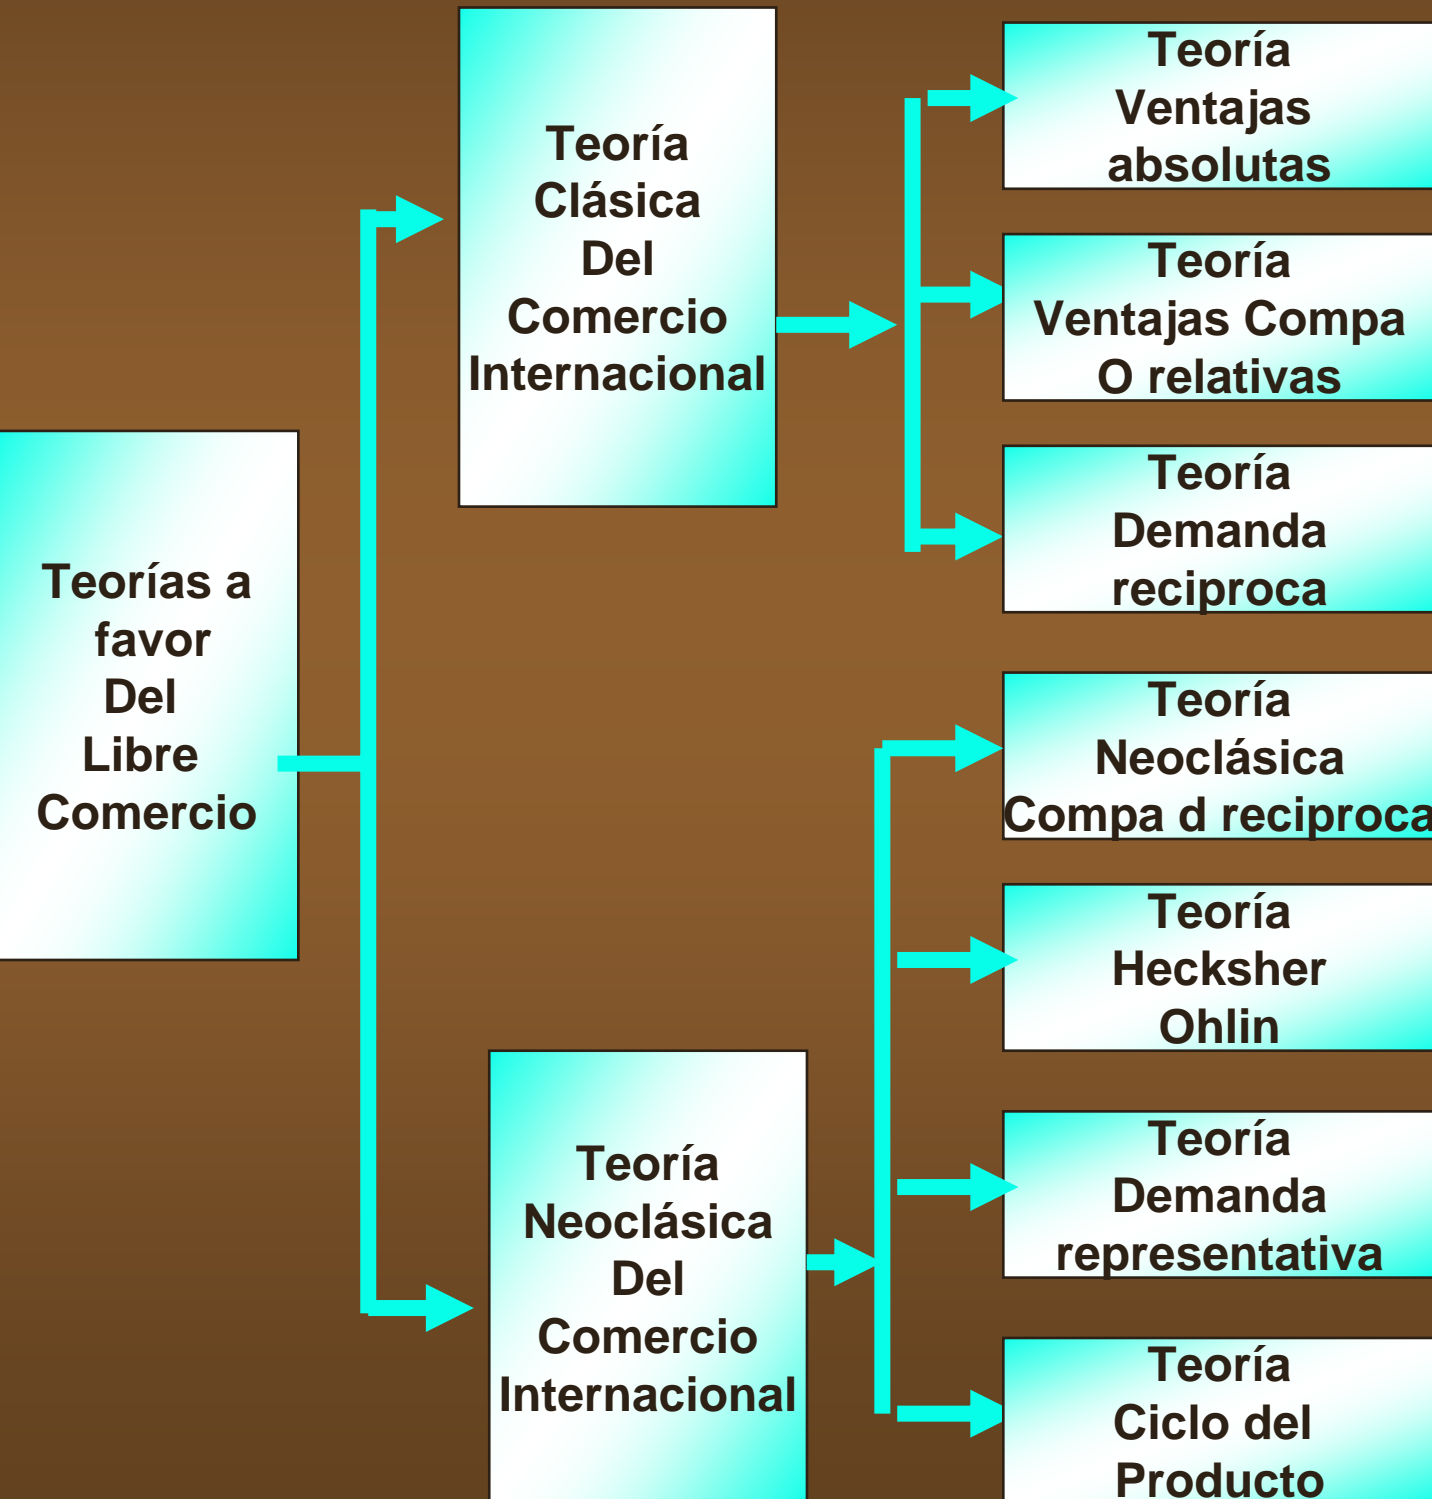 Teorías a
favor
Del
Libre
Comercio
Teoría
Clásica
Del
Comercio
Internacional
Teoría
Ventajas
absolutas
Teoría
Ventajas Compa
O relativas
Teoría
Demanda
reciproca
Teoría
Neoclásica
Del
Comercio
Internacional
Teoría
Neoclásica
Compa d reciproca
Teoría
Hecksher
Ohlin
Teoría
Demanda
representativa
Teoría
Ciclo del
Producto